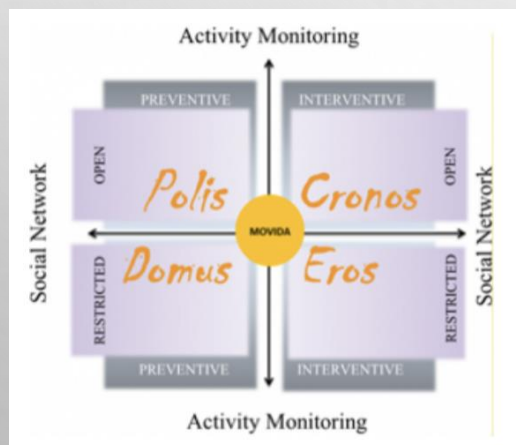 Activity Monitoring
PREVENTIVE
INTERVENTIVE
Social Network
OPEN
Polis
Cronos
OPEN
MOVIDA
RESTRICTED
Domus
Eros
RESTRICTED
Social Network
PREVENTIVE
INTERVENTIVE
Activity Monitoring